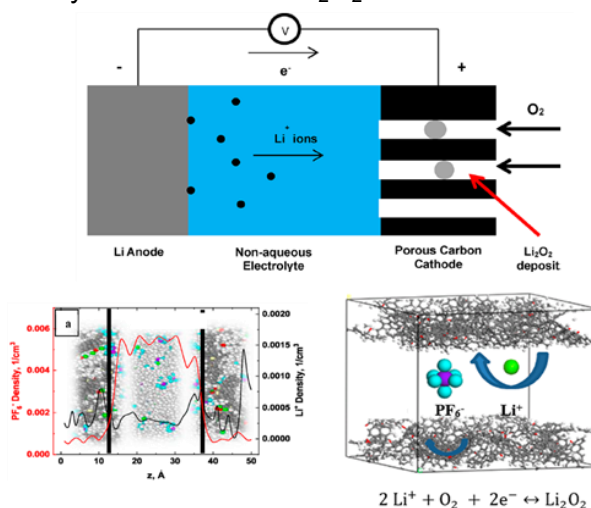 V
-
e⁻
+
O₂
Li⁺ ions
Li Anode
Non-aqueous
Electrolyte
Porous Carbon
Cathode
Li₂O₂
deposit
a
PF₆⁻ Density, 1/cm³
0.006
0.004
0.002
0.000
0.0020
0.0015
0.0010
0.0005
0.0000
Li⁺ Density, 1/cm³
0 10 20 30 40 50
z, Å
PF₆⁻
Li⁺
2 Li⁺ + O₂ + 2e⁻ ↔ Li₂O₂